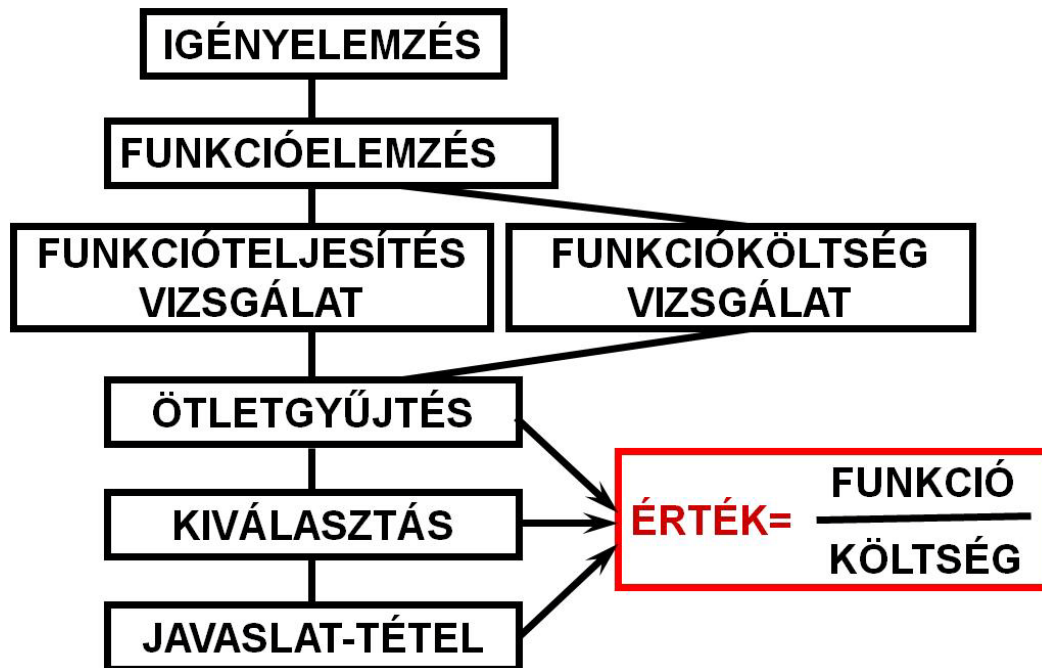 IGÉNYELEMZÉS
FUNKCIÓELEMZÉS
FUNKCIÓTELJESÍTÉS
VIZSGÁLAT
FUNKCIÓKÖLTSÉG
VIZSGÁLAT
ÖTLETGYŰJTÉS
KIVÁLASZTÁS
JAVASLAT-TÉTEL
ÉRTÉK=
FUNKCIÓ
KÖLTSÉG